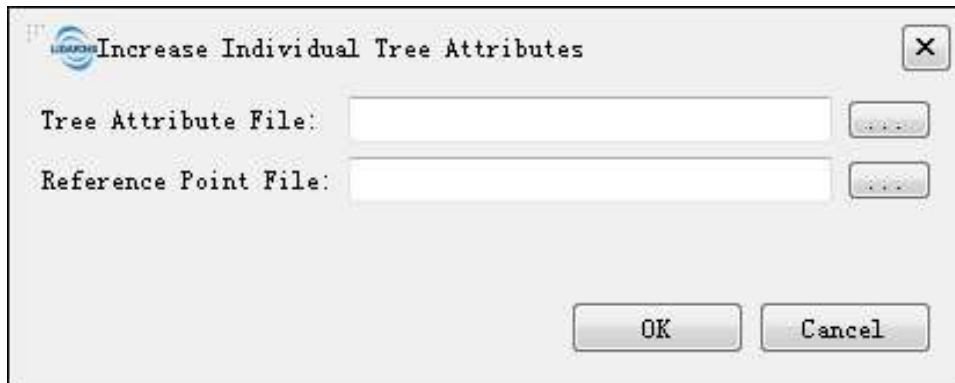 Increase Individual Tree Attributes
Tree Attribute File:
...
Reference Point File:
...
OK
Cancel